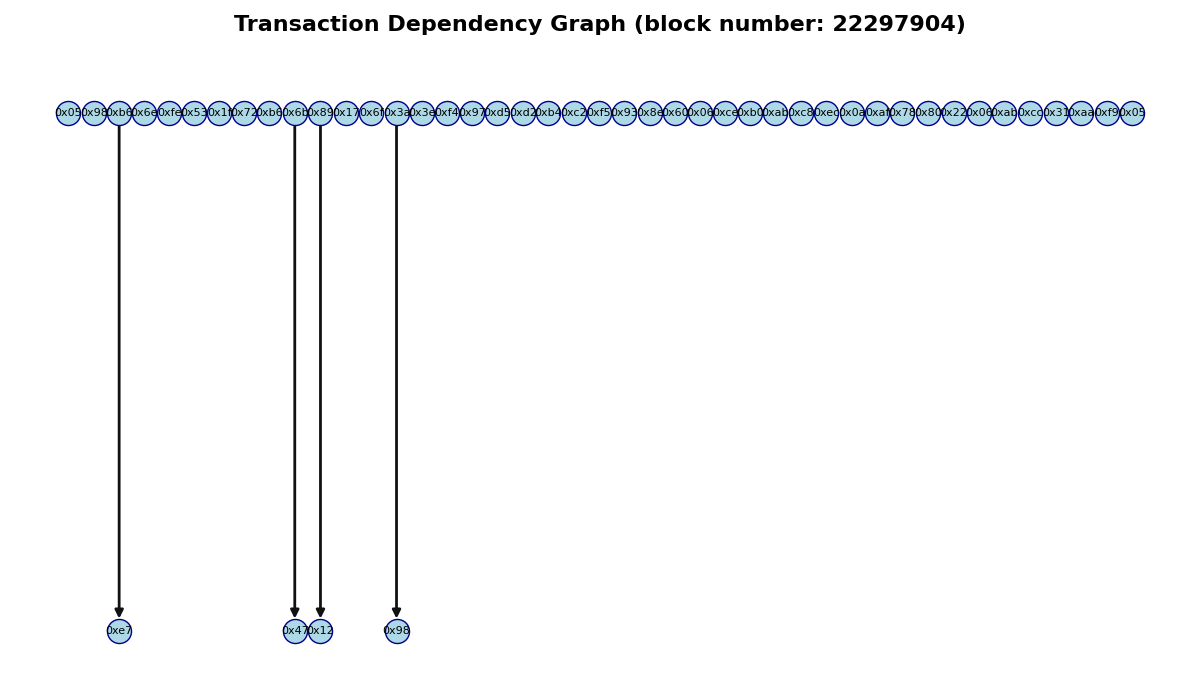 Transaction Dependency Graph (block number: 22297904)
0x05 0x98 0xb6 0x6e 0xfe 0x53 0x1f 0x72 0xb6 0x6b 0x89 0x17 0x6f 0x3a 0x3e 0xf4 0x97 0xd5 0xd2 0xb4 0xc2 0xf5 0x93 0x8e 0x60 0x06 0xce 0xb0 0xab 0xc8 0xec 0x0a 0xaf 0x78 0x80 0x22 0x06 0xab 0xcc 0x31 0xaa 0xf9 0x05
0xe7 0x47 0x12 0x98